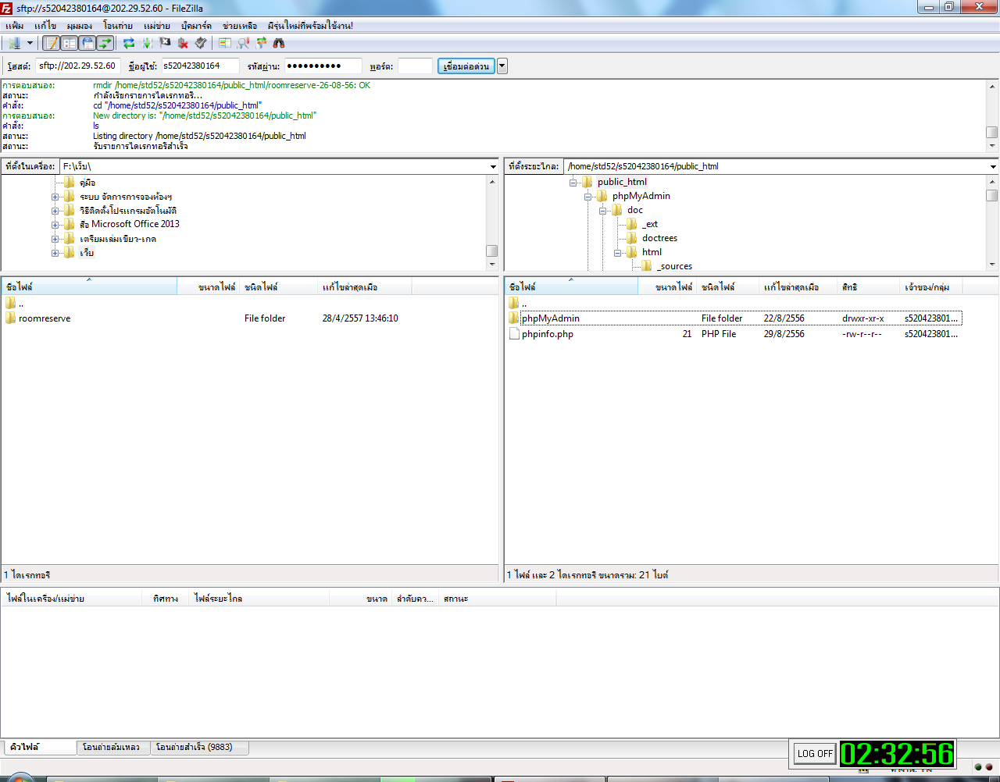 sftp://s52042380164@202.29.52.60 - FileZilla
แฟ้ม แก้ไข มุมมอง โอนถ่าย แม่ข่าย บุ๊คมาร์ค ช่วยเหลือ มีรุ่นใหม่ที่พร้อมใช้งาน!
โฮสต์: sftp://202.29.52.60 ชื่อผู้ใช้: s52042380164 รหัสผ่าน: ●●●●●●●●●● พอร์ต: เชื่อมต่อด่วน
การตอบสนอง: rmdir /home/std52/s52042380164/public_html/roomreserve-26-08-56: OK
สถานะ: กำลังเรียกรายการไดเรกทอรี...
คำสั่ง: cd "/home/std52/s52042380164/public_html"
การตอบสนอง: New directory is: "/home/std52/s52042380164/public_html"
คำสั่ง: ls
สถานะ: Listing directory /home/std52/s52042380164/public_html
สถานะ: รับรายการไดเรกทอรีสำเร็จ
ที่ตั้งในเครื่อง: F:\เว็บ\
คู่มือ
ระบบ จัดการการจองห้องฯ
วิธีติดตั้งโปรแกรมอัตโนมัติ
สื่อ Microsoft Office 2013
เตรียมเล่มเขียว-เกด
เว็บ
ที่ตั้งระยะไกล: /home/std52/s52042380164/public_html
public_html
phpMyAdmin
doc
_ext
doctrees
html
_sources
ชื่อไฟล์ ขนาดไฟล์ ชนิดไฟล์ แก้ไขล่าสุดเมื่อ
..
roomreserve File folder 28/4/2557 13:46:10
1 ไดเรกทอรี
ชื่อไฟล์ ขนาดไฟล์ ชนิดไฟล์ แก้ไขล่าสุดเมื่อ สิทธิ เจ้าของ/กลุ่ม
..
phpMyAdmin File folder 22/8/2556 drwxr-xr-x s520423801...
phpinfo.php 21 PHP File 29/8/2556 -rw-r--r-- s520423801...
1 ไฟล์ และ 2 ไดเรกทอรี ขนาดรวม: 21 ไบต์
ไฟล์ในเครื่อง/แม่ข่าย ทิศทาง ไฟล์ระยะไกล ขนาด ลำดับคว... สถานะ
คิวไฟล์ โอนถ่ายล้มเหลว โอนถ่ายสำเร็จ (9883)
LOG OFF 02:32:56